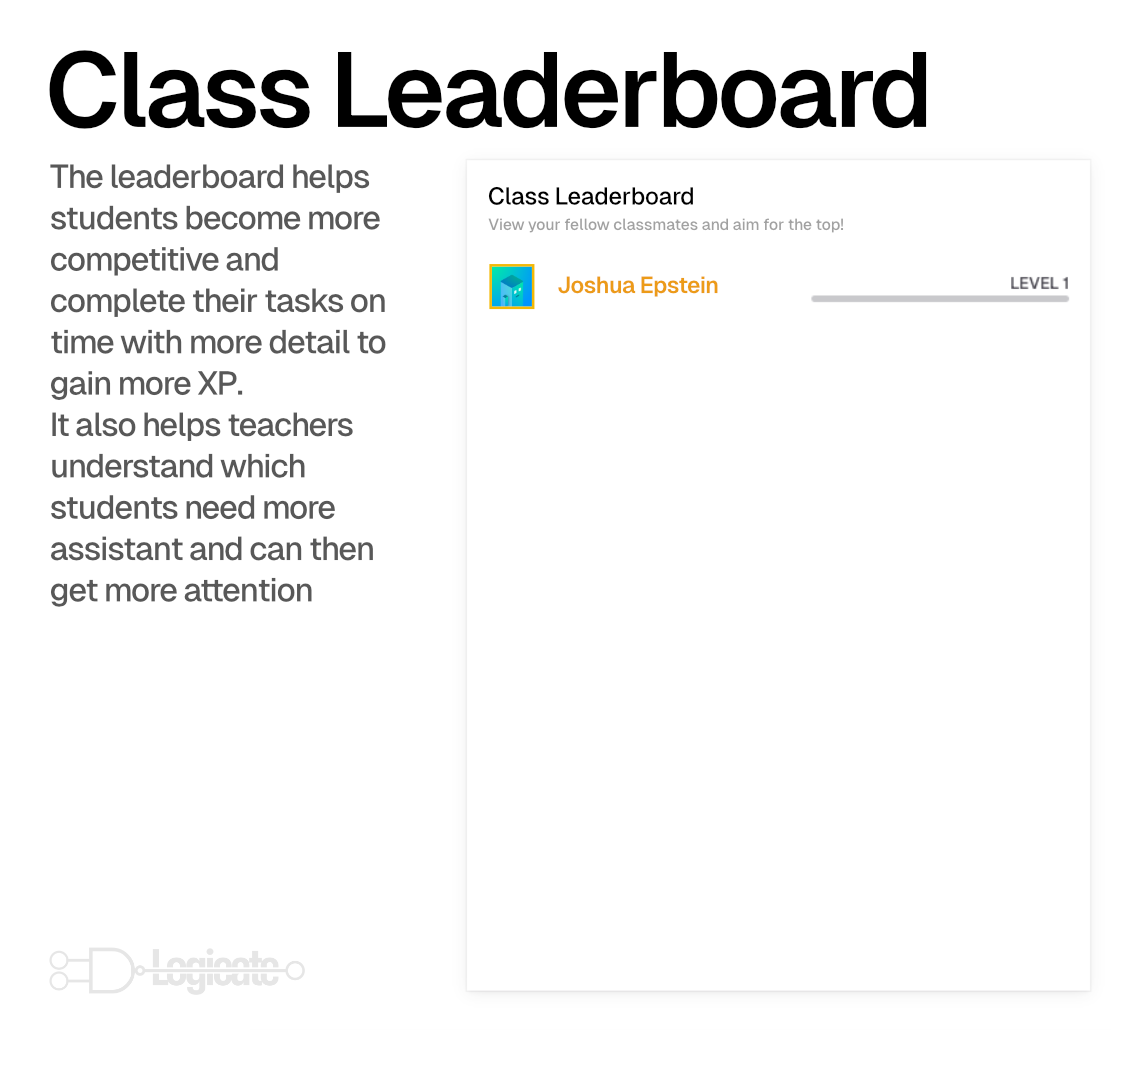 Class Leaderboard
The leaderboard helps
students become more
competitive and
complete their tasks on
time with more detail to
gain more XP.
It also helps teachers
understand which
students need more
assistant and can then
get more attention
Class Leaderboard
View your fellow classmates and aim for the top!
Joshua Epstein
LEVEL 1
Logicate